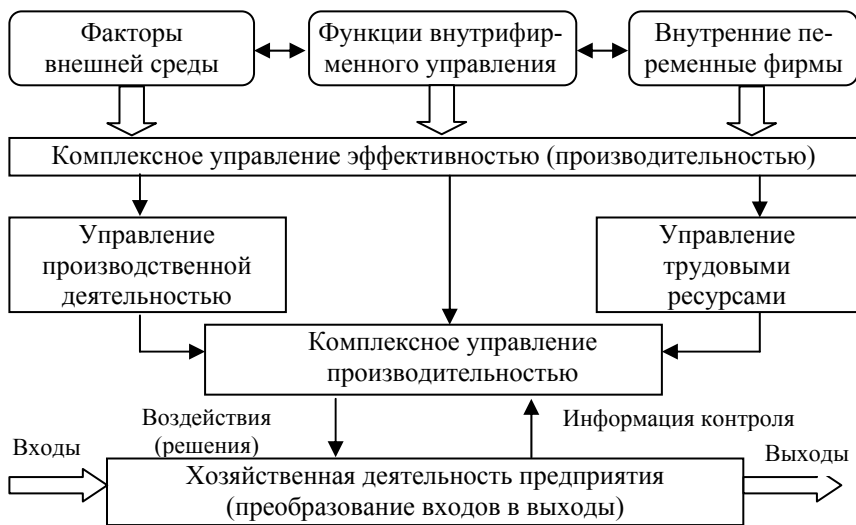 Факторы
внешней среды
Функции внутрифир-
менного управления
Внутренние пе-
ременные фирмы
Комплексное управление эффективностью (производительностью)
Управление
производственной
деятельностью
Управление
трудовыми
ресурсами
Комплексное управление
производительностью
Воздействия
(решения)
Информация контроля
Входы
Выходы
Хозяйственная деятельность предприятия
(преобразование входов в выходы)